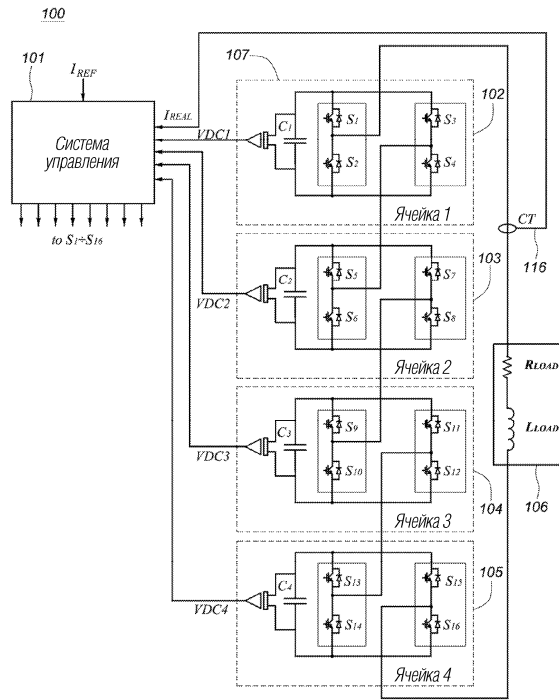 100
101
I_REF
107
102
I_REAL
VDC1
C1
S1
S3
Система
управления
S2
S4
CT
Ячейка 1
to S1÷S16
116
103
C2
S5
S7
VDC2
S6
S8
Ячейка 2
RLOAD
C3
S9
S11
LLOAD
VDC3
S10
S12
106
104
Ячейка 3
105
C4
S13
S15
VDC4
S14
S16
Ячейка 4